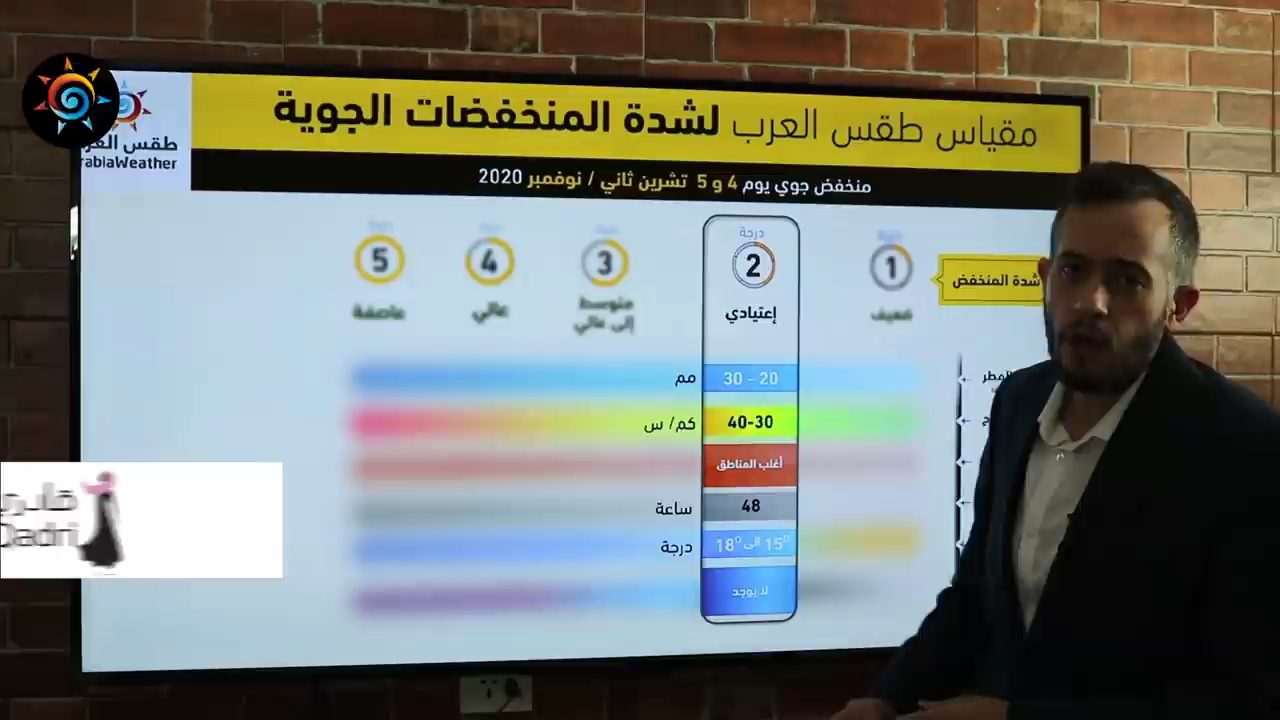 مقياس طقس العرب لشدة المنخفضات الجوية
طقس العرب
منخفض جوي يوم 4 و 5 تشرين ثاني / نوفمبر 2020
درجة
1
2
3
4
5
شدة المنخفض
ضعيف
إعتيادي
متوسط
إلى عالي
عالي
عاصفة
20 - 30 مم
30-40 كم/ س
أغلب المناطق
48 ساعة
15° الى 18° درجة
لا يوجد